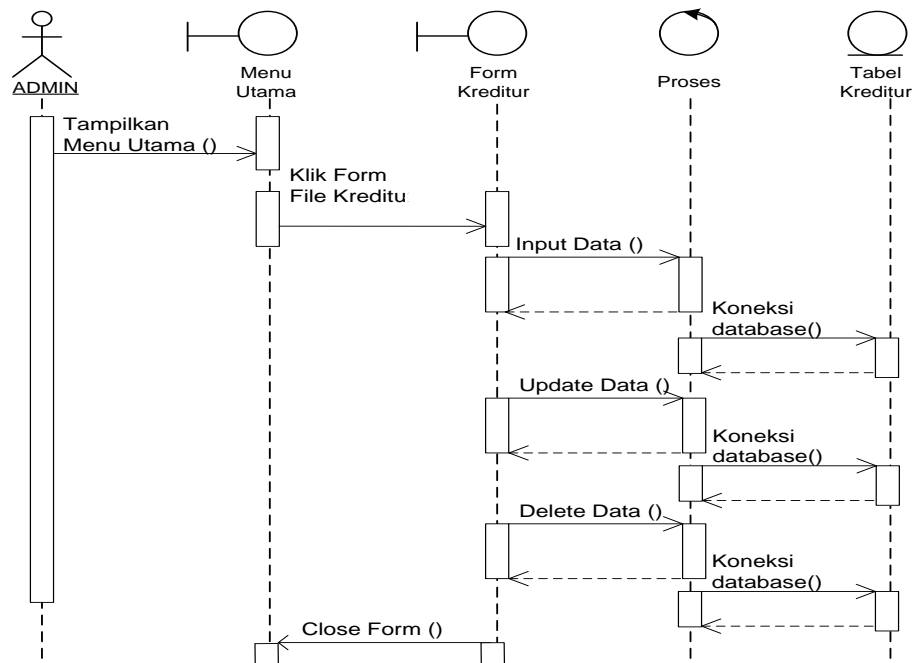 ADMIN
Menu
Utama
Form
Kreditur
Proses
Tabel
Kreditur
Tampilkan
Menu Utama ()
Klik Form
File Kreditu
Input Data ()
Koneksi
database()
Update Data ()
Koneksi
database()
Delete Data ()
Koneksi
database()
Close Form ()